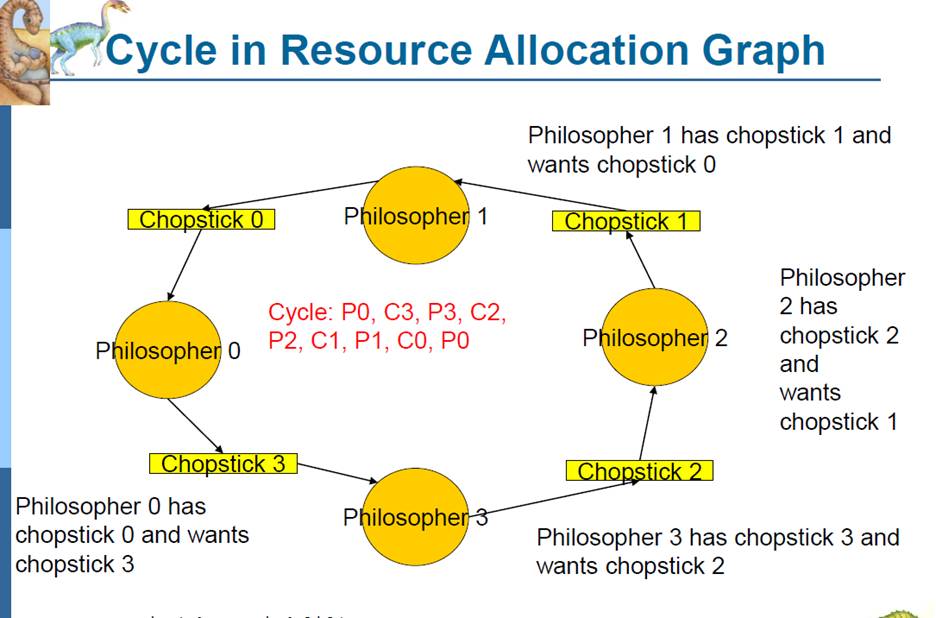 Cycle in Resource Allocation Graph
Philosopher 1 has chopstick 1 and
wants chopstick 0
Chopstick 0
Philosopher 1
Chopstick 1
Philosopher
2 has
chopstick 2
and
wants
chopstick 1
Cycle: P0, C3, P3, C2,
P2, C1, P1, C0, P0
Philosopher 0
Philosopher 2
Chopstick 3
Chopstick 2
Philosopher 0 has
chopstick 0 and wants
chopstick 3
Philosopher 3
Philosopher 3 has chopstick 3 and
wants chopstick 2